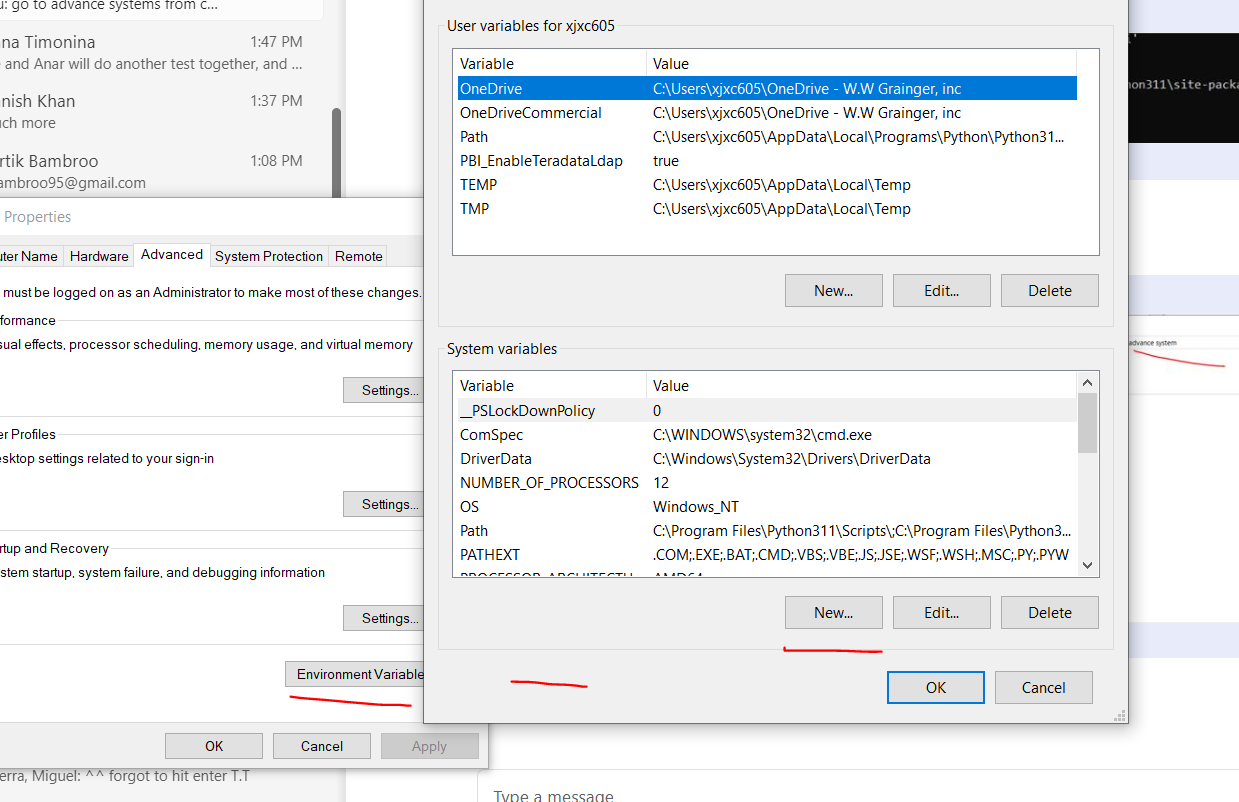 u: go to advance systems from c...
na Timonina 1:47 PM
e and Anar will do another test together, and ...
nish Khan 1:37 PM
uch more
rtik Bambroo 1:08 PM
ambroo95@gmail.com
Properties
uter Name Hardware Advanced System Protection Remote
must be logged on as an Administrator to make most of these changes.
formance
sual effects, processor scheduling, memory usage, and virtual memory
Settings...
er Profiles
esktop settings related to your sign-in
Settings...
rtup and Recovery
stem startup, system failure, and debugging information
Settings...
Environment Variable
OK Cancel Apply
erra, Miguel: ^^ forgot to hit enter T.T
User variables for xjxc605
Variable Value
OneDrive C:\Users\xjxc605\OneDrive - W.W Grainger, inc
OneDriveCommercial C:\Users\xjxc605\OneDrive - W.W Grainger, inc
Path C:\Users\xjxc605\AppData\Local\Programs\Python\Python31...
PBI_EnableTeradataLdap true
TEMP C:\Users\xjxc605\AppData\Local\Temp
TMP C:\Users\xjxc605\AppData\Local\Temp
New... Edit... Delete
System variables
Variable Value
__PSLockDownPolicy 0
ComSpec C:\WINDOWS\system32\cmd.exe
DriverData C:\Windows\System32\Drivers\DriverData
NUMBER_OF_PROCESSORS 12
OS Windows_NT
Path C:\Program Files\Python311\Scripts\;C:\Program Files\Python3...
PATHEXT .COM;.EXE;.BAT;.CMD;.VBS;.VBE;.JS;.JSE;.WSF;.WSH;.MSC;.PY;.PYW
PROCESSOR_ARCHITECTU AMD64
New... Edit... Delete
OK Cancel
hon311\site-packa
advance system
Type a message